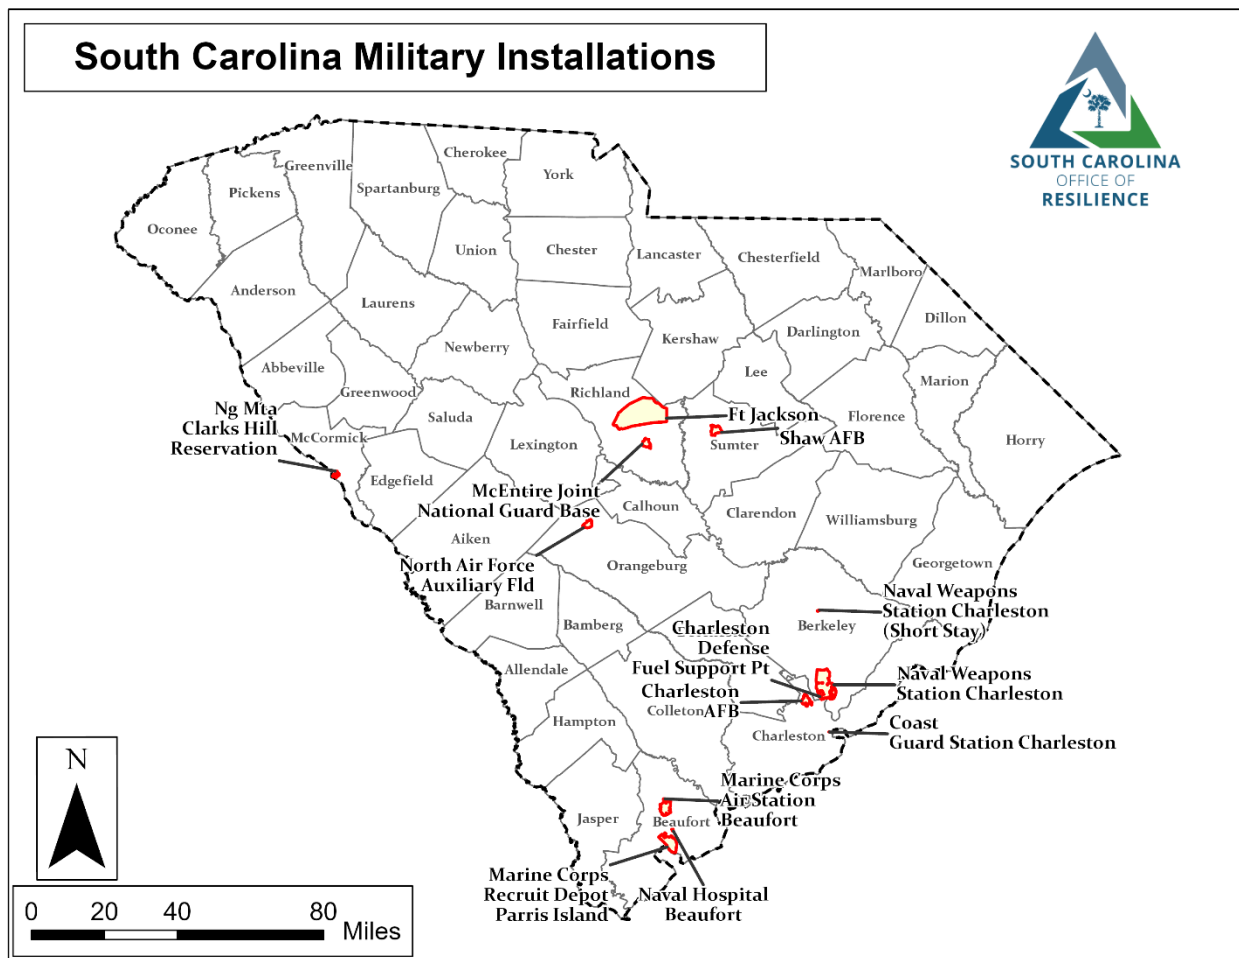 South Carolina Military Installations
SOUTH CAROLINA
OFFICE OF
RESILIENCE
Cherokee
Greenville
York
Spartanburg
Pickens
Oconee
Union
Chester
Lancaster
Chesterfield
Marlboro
Anderson
Laurens
Fairfield
Dillon
Darlington
Kershaw
Newberry
Abbeville
Lee
Marion
Greenwood
Richland
Saluda
Ft Jackson
Florence
Ng Mta
Clarks Hill
Reservation
McCormick
Lexington
Sumter
Shaw AFB
Horry
Edgefield
McEntire Joint
National Guard Base
Calhoun
Clarendon
Williamsburg
Aiken
North Air Force
Auxiliary Fld
Orangeburg
Georgetown
Barnwell
Naval Weapons
Station Charleston
(Short Stay)
Bamberg
Berkeley
Charleston
Defense
Fuel Support Pt
Allendale
Naval Weapons
Station Charleston
Charleston
AFB
Colleton
Hampton
Charleston
Coast
Guard Station Charleston
Marine Corps
Air Station
Beaufort
Jasper
Beaufort
Marine Corps
Recruit Depot
Parris Island
Naval Hospital
Beaufort
N
0 20 40 80
Miles